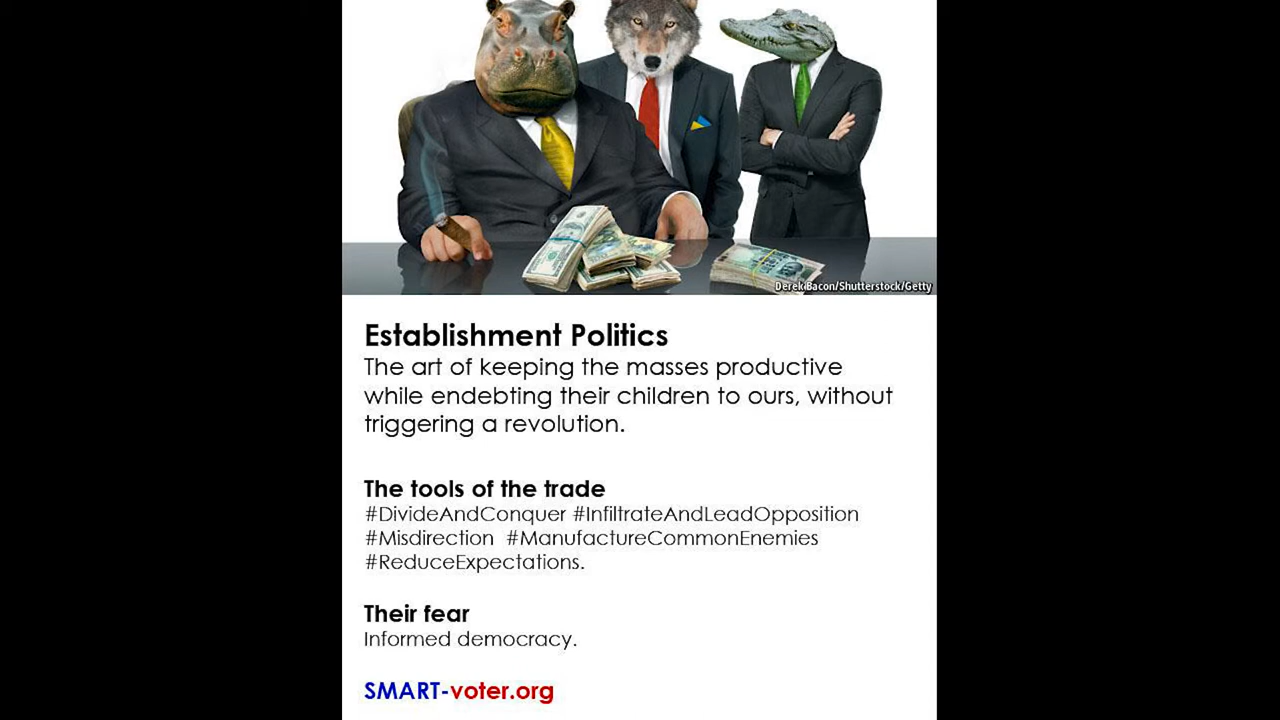 Derek Bacon/Shutterstock/Getty
Establishment Politics
The art of keeping the masses productive
while endebting their children to ours, without
triggering a revolution.
The tools of the trade
#DivideAndConquer #InfiltrateAndLeadOpposition
#Misdirection #ManufactureCommonEnemies
#ReduceExpectations.
Their fear
Informed democracy.
SMART-voter.org